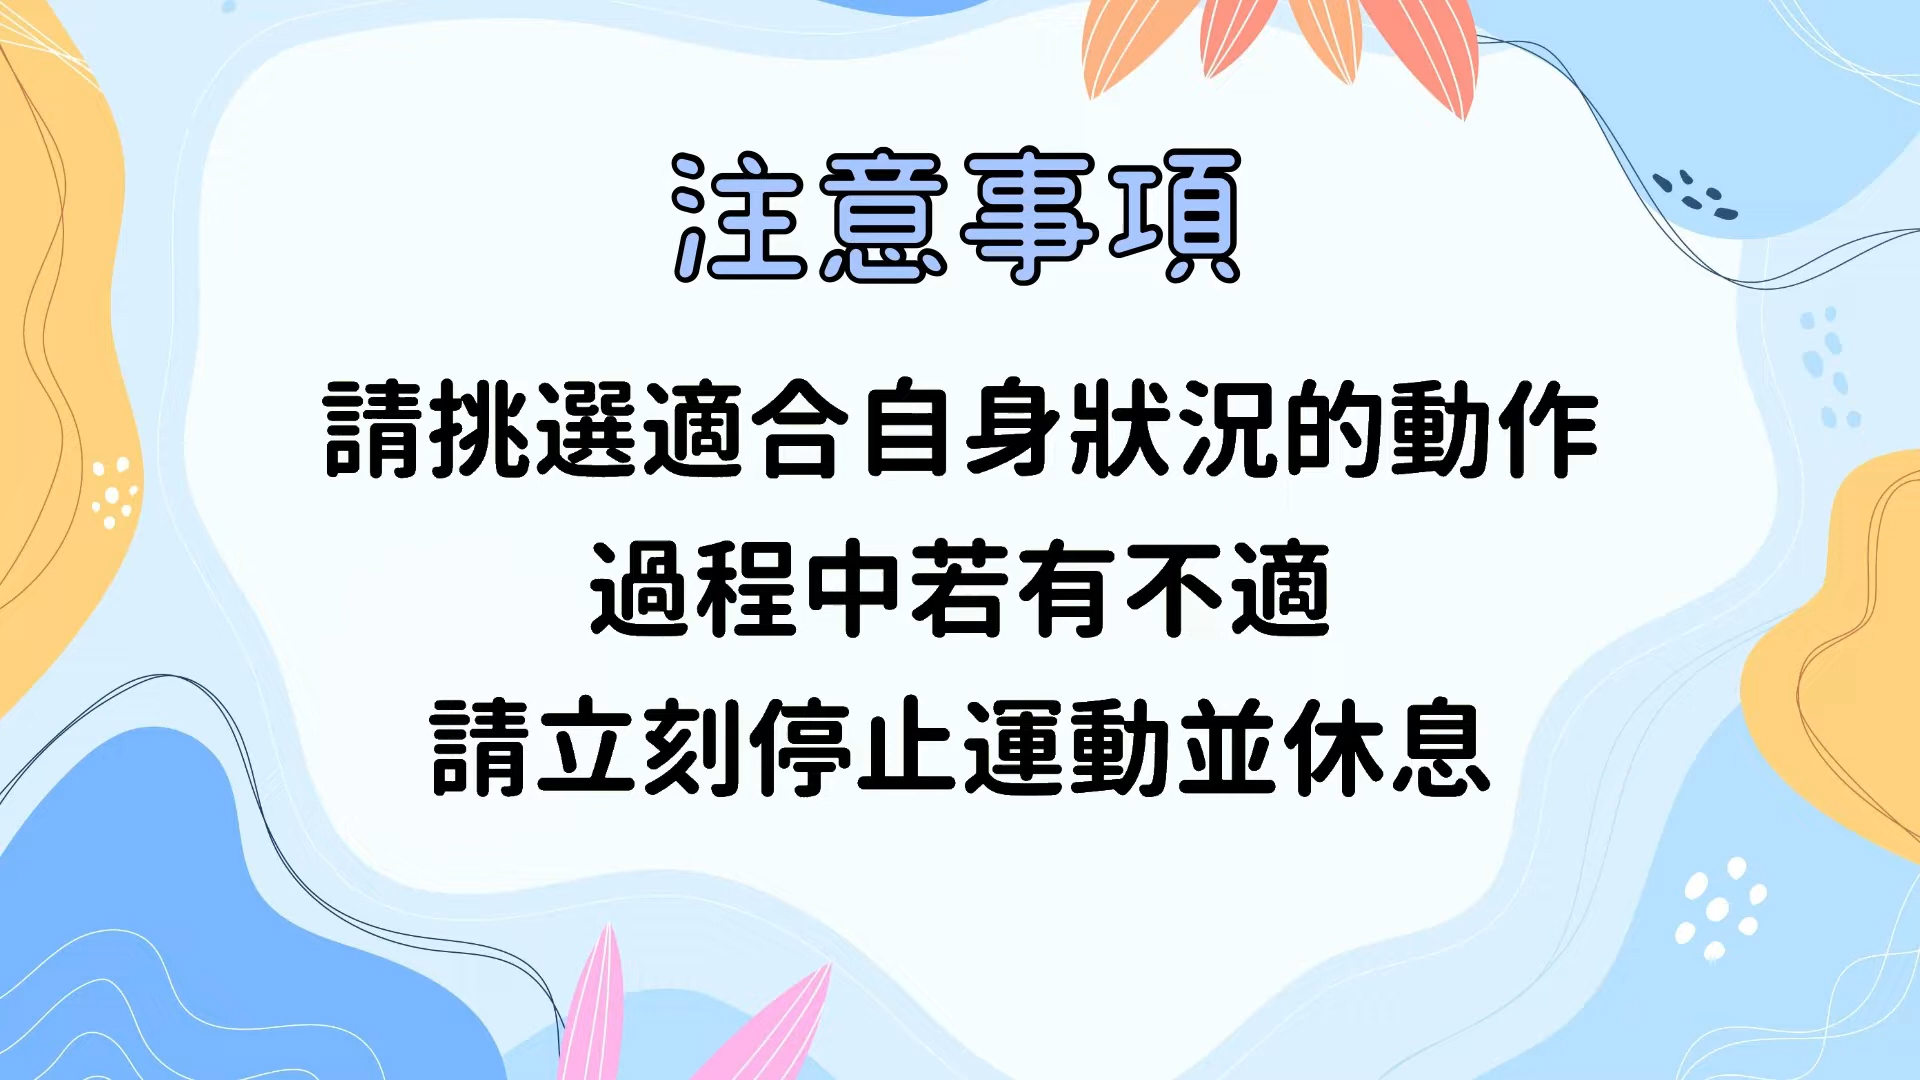 注意事項
請挑選適合自身狀況的動作
過程中若有不適
請立刻停止運動並休息